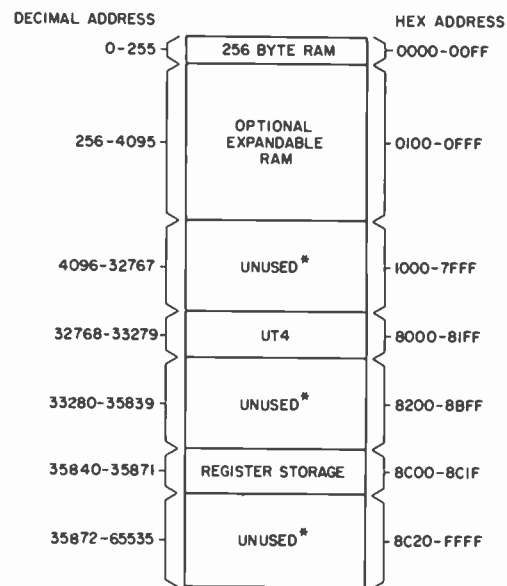 DECIMAL ADDRESS HEX ADDRESS
0-255 256 BYTE RAM 0000-00FF
256-4095 OPTIONAL EXPANDABLE RAM 0100-0FFF
4096-32767 UNUSED* 1000-7FFF
32768-33279 UT4 8000-81FF
33280-35839 UNUSED* 8200-8BFF
35840-35871 REGISTER STORAGE 8C00-8C1F
35872-65535 UNUSED* 8C20-FFFF